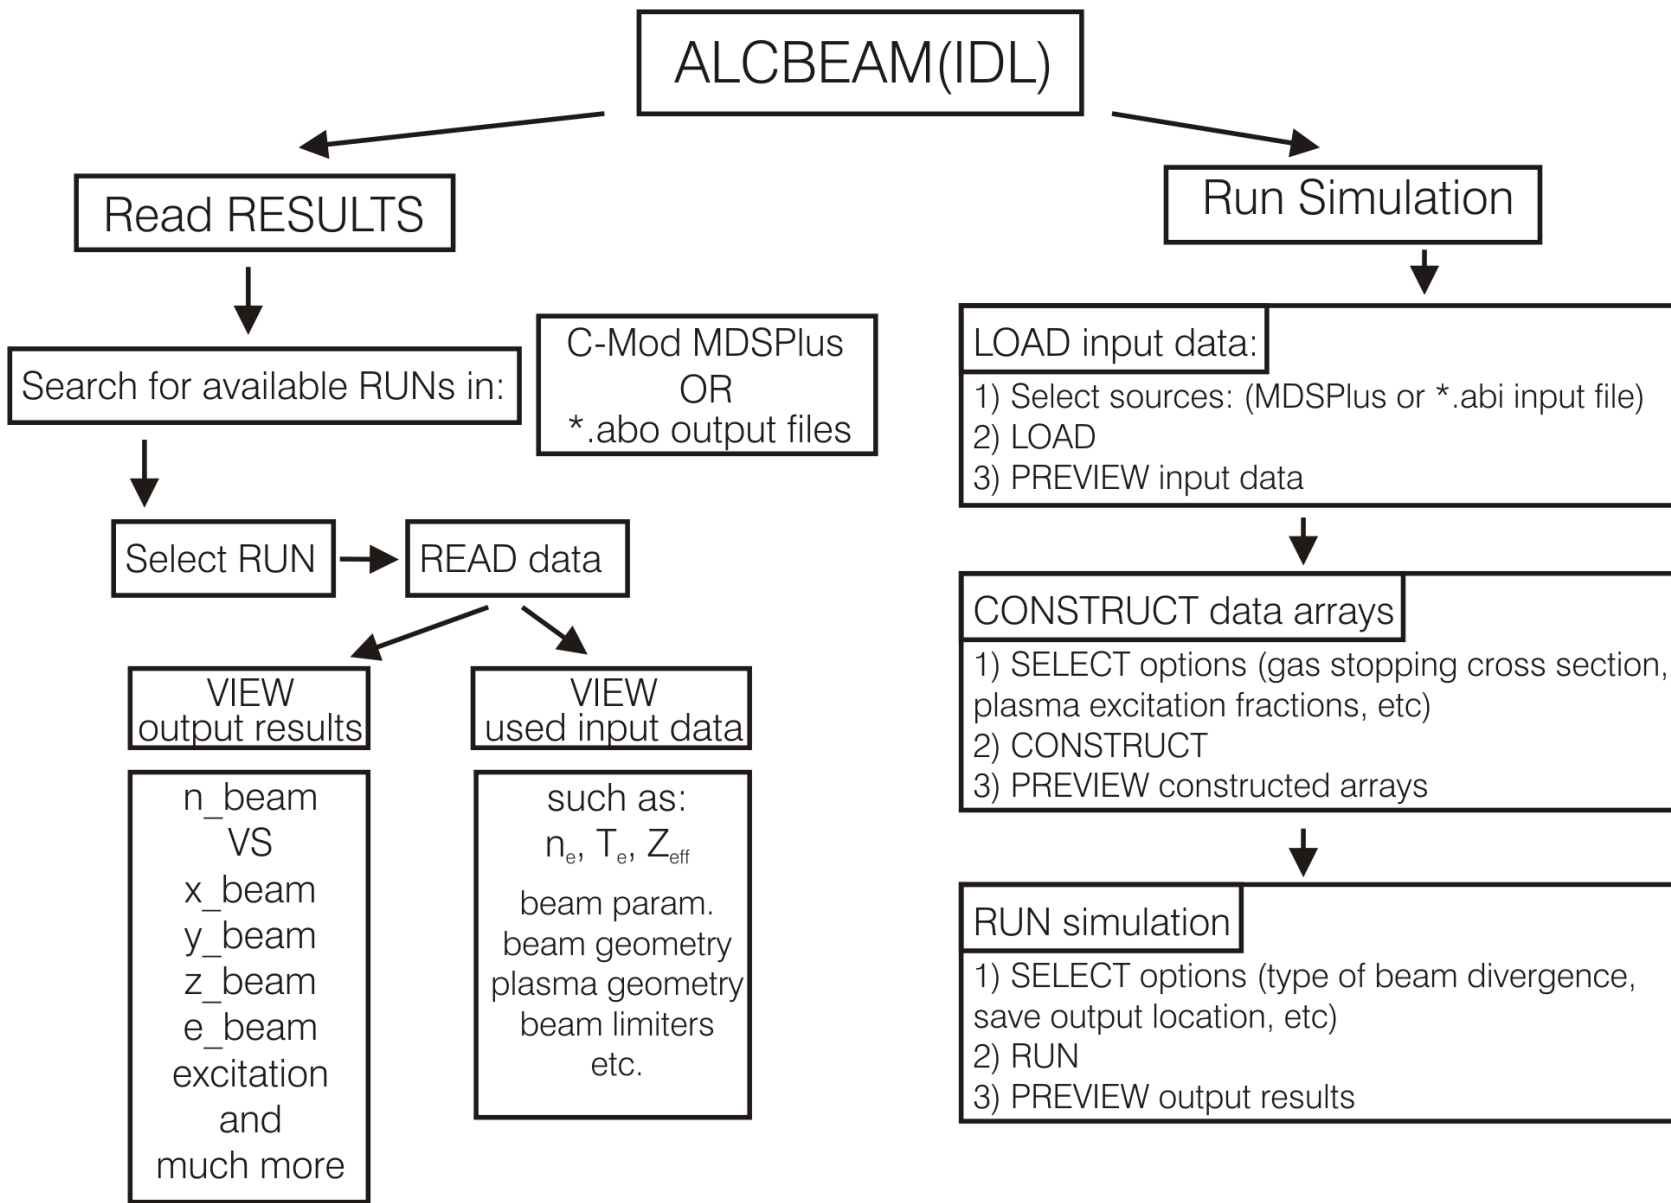 ALCBEAM(IDL)
Read RESULTS
Search for available RUNs in:
C-Mod MDSPlus
OR
*.abo output files
Select RUN
READ data
VIEW
output results
VIEW
used input data
n_beam
VS
x_beam
y_beam
z_beam
e_beam
excitation
and
much more
such as:
nₑ, Tₑ, Z_eff
beam param.
beam geometry
plasma geometry
beam limiters
etc.
Run Simulation
LOAD input data:
1) Select sources: (MDSPlus or *.abi input file)
2) LOAD
3) PREVIEW input data
CONSTRUCT data arrays
1) SELECT options (gas stopping cross section,
plasma excitation fractions, etc)
2) CONSTRUCT
3) PREVIEW constructed arrays
RUN simulation
1) SELECT options (type of beam divergence,
save output location, etc)
2) RUN
3) PREVIEW output results